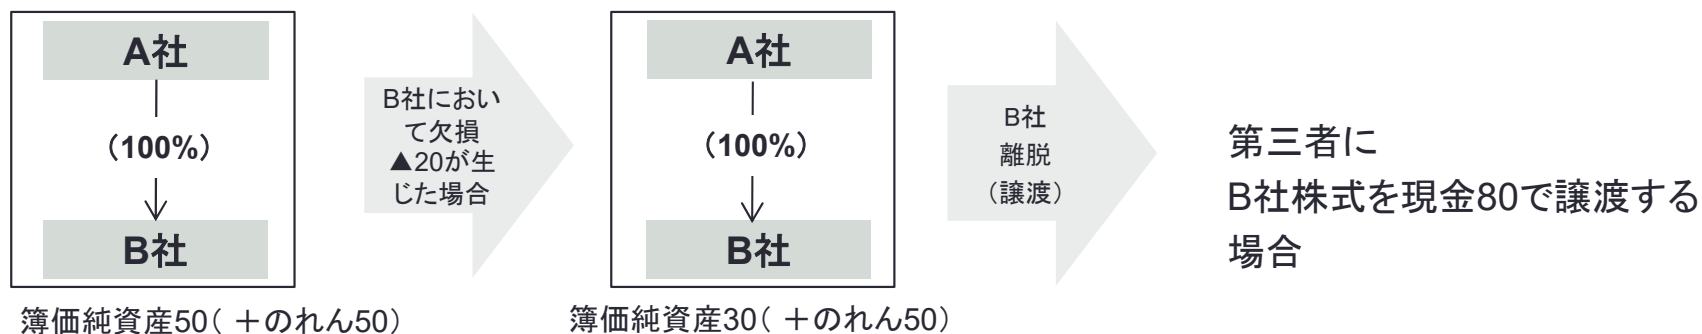 A社
(100%)
B社
簿価純資産50( +のれん50)
B社におい
て欠損
▲20が生
じた場合
A社
(100%)
B社
簿価純資産30( +のれん50)
B社
離脱
(譲渡)
第三者に
B社株式を現金80で譲渡する
場合